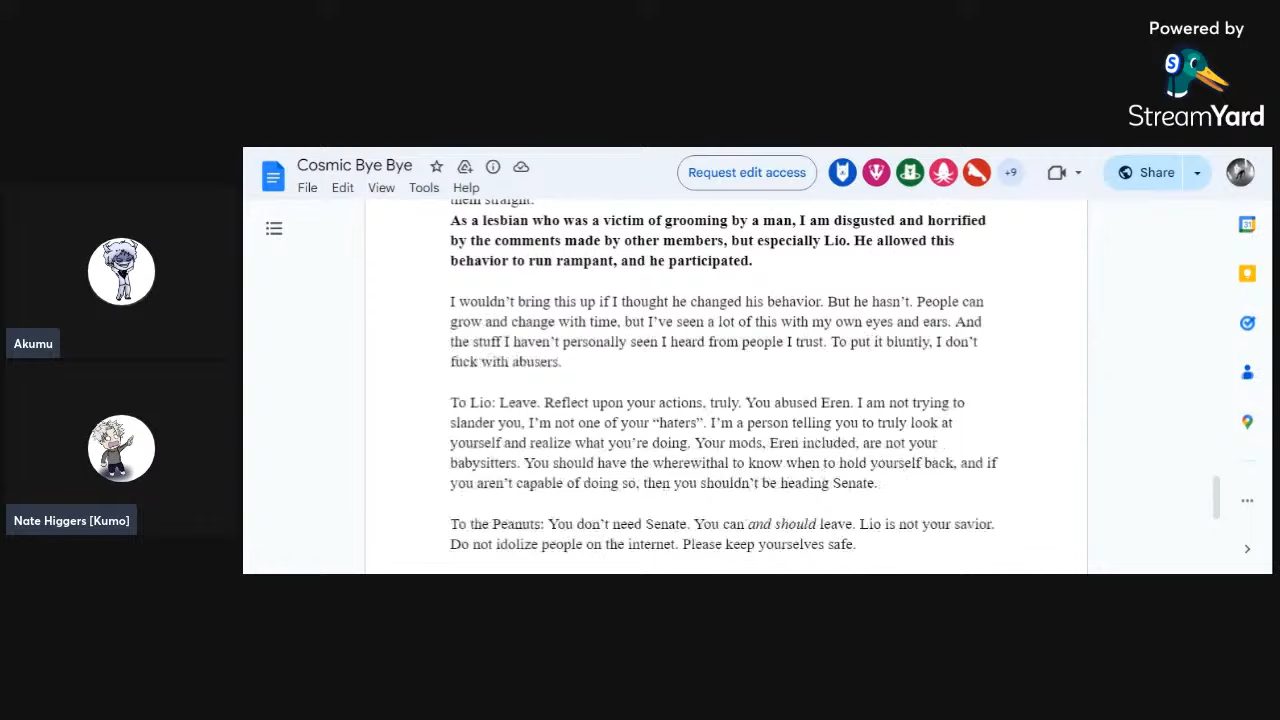 Powered by
StreamYard
Cosmic Bye Bye
Request edit access
+9
Share
File Edit View Tools Help
them straight.
As a lesbian who was a victim of grooming by a man, I am disgusted and horrified
by the comments made by other members, but especially Lio. He allowed this
behavior to run rampant, and he participated.
I wouldn’t bring this up if I thought he changed his behavior. But he hasn’t. People can
grow and change with time, but I’ve seen a lot of this with my own eyes and ears. And
the stuff I haven’t personally seen I heard from people I trust. To put it bluntly, I don’t
fuck with abusers.
To Lio: Leave. Reflect upon your actions, truly. You abused Eren. I am not trying to
slander you, I’m not one of your “haters”. I’m a person telling you to truly look at
yourself and realize what you’re doing. Your mods, Eren included, are not your
babysitters. You should have the wherewithal to know when to hold yourself back, and if
you aren’t capable of doing so, then you shouldn’t be heading Senate.
To the Peanuts: You don’t need Senate. You can and should leave. Lio is not your savior.
Do not idolize people on the internet. Please keep yourselves safe.
Akumu
Nate Higgers [Kumo]
31